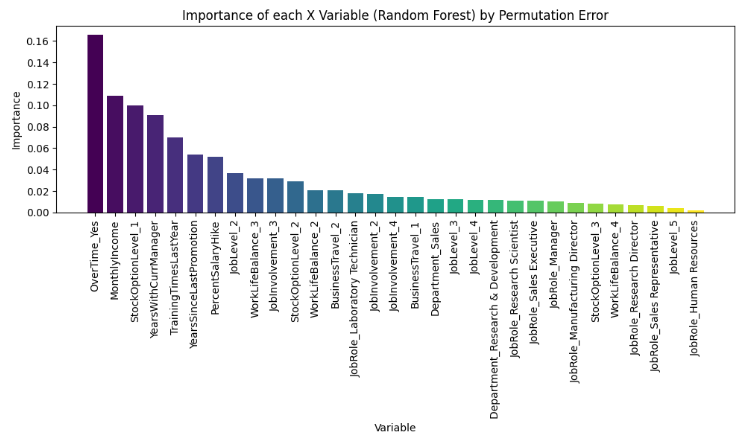 Importance of each X Variable (Random Forest) by Permutation Error
Importance
0.16
0.14
0.12
0.10
0.08
0.06
0.04
0.02
0.00
OverTime_Yes
MonthlyIncome
StockOptionLevel_1
YearsWithCurrManager
TrainingTimesLastYear
YearsSinceLastPromotion
PercentSalaryHike
JobLevel_2
WorkLifeBalance_3
JobInvolvement_3
StockOptionLevel_2
WorkLifeBalance_2
BusinessTravel_2
JobRole_Laboratory Technician
JobInvolvement_2
JobInvolvement_4
BusinessTravel_1
Department_Sales
JobLevel_3
JobLevel_4
Department_Research & Development
JobRole_Research Scientist
JobRole_Sales Executive
JobRole_Manager
JobRole_Manufacturing Director
StockOptionLevel_3
WorkLifeBalance_4
JobRole_Research Director
JobRole_Sales Representative
JobLevel_5
JobRole_Human Resources
Variable